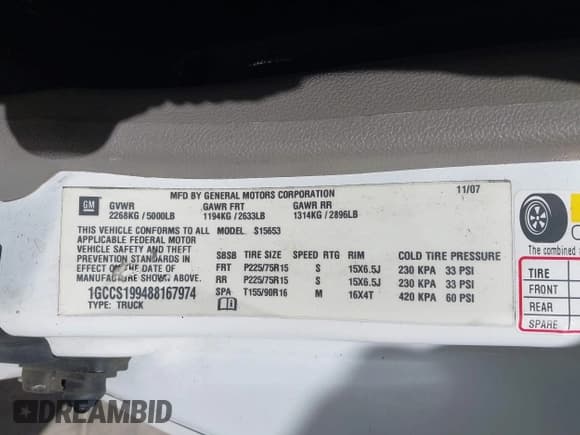 MFD BY GENERAL MOTORS CORPORATION 11/07
GM
GVWR GAWR FRT GAWR RR
2268KG / 5000LB 1194KG / 2633LB 1314KG / 2896LB
THIS VEHICLE CONFORMS TO ALL MODEL S15653
APPLICABLE FEDERAL MOTOR
VEHICLE SAFETY AND THEFT
PREVENTION STANDARDS IN
EFFECT ON THE DATE OF
MANUFACTURE SHOWN ABOVE.
1GCCS199488167974
TYPE: TRUCK
SBSB TIRE SIZE SPEED RTG RIM COLD TIRE PRESSURE
FRT P225/75R15 S 15X6.5J 230 KPA 33 PSI
RR P225/75R15 S 15X6.5J 230 KPA 33 PSI
SPA T155/90R16 M 16X4T 420 KPA 60 PSI
The combined
TIRE
FRONT
REAR
SPARE
DREAMBID